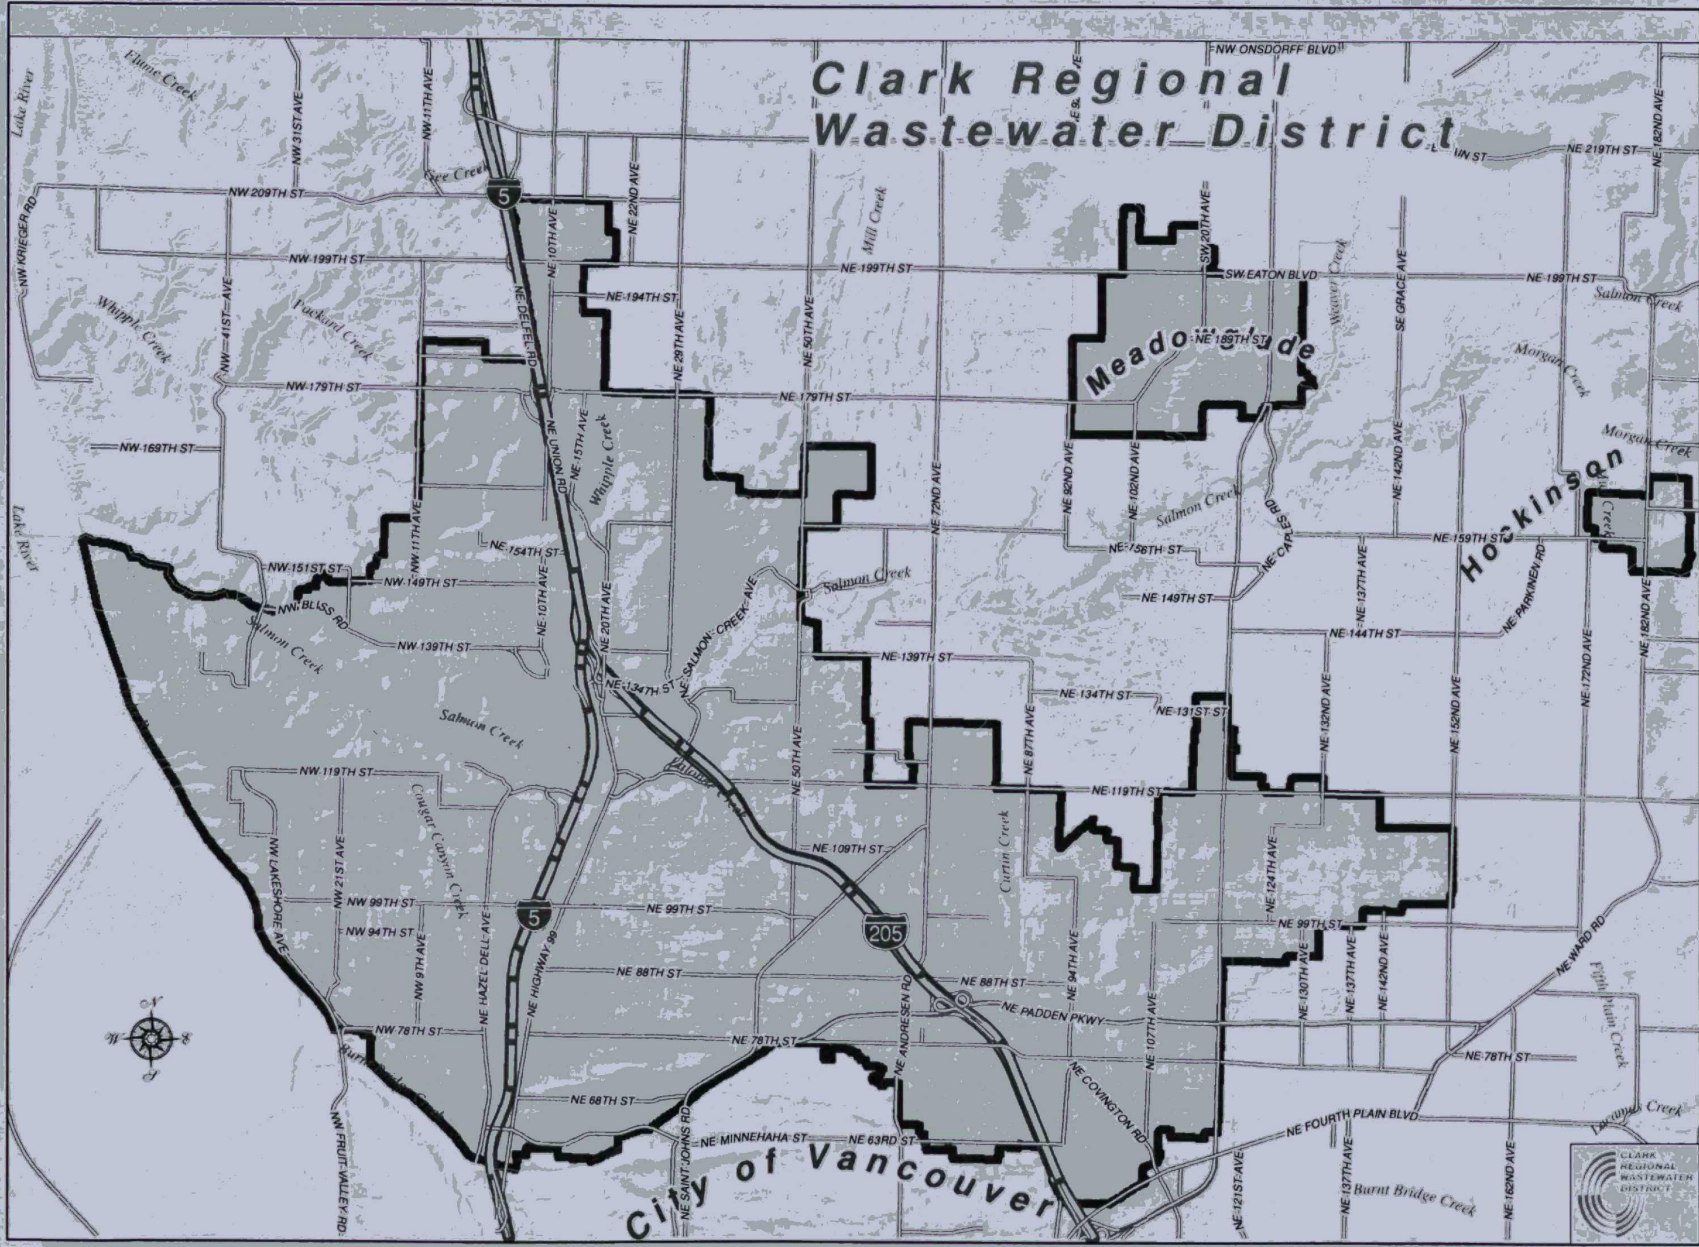 NW ONSDORFF BLVD
Clark Regional
Wastewater District
Flume Creek
Lake River
NW 31ST AVE
NW 11TH AVE
NE 182ND AVE
NE 219TH ST
Gee Creek
NW 209TH ST
5
NE 10TH AVE
NE 22ND AVE
Mill Creek
SW 20TH AVE
NW KRIEGER RD
NW 199TH ST
NE 199TH ST
SW EATON BLVD
Weaver Creek
SE GRACE AVE
NE 199TH ST
Salmon Creek
NW 41ST AVE
NE 194TH ST
NE DELFEL RD
Whipple Creek
Packard Creek
NE 29TH AVE
NE 50TH AVE
NE 189TH ST
Morgan Creek
NW 179TH ST
NE 179TH ST
NW 169TH ST
NE UNION RD
NE 15TH AVE
Whipple Creek
NE 72ND AVE
NE 92ND AVE
NE 102ND AVE
NE 142ND AVE
Morgan Creek
Hockinson
Salmon Creek
NE CAPLES RD
Lake River
NW 11TH AVE
NE 154TH ST
NE 156TH ST
NE 159TH ST
Creek
NW 151ST ST
NW 149TH ST
NW BLISS RD
Salmon Creek
NE 10TH AVE
NE 20TH AVE
NE SALMON CREEK AVE
Salmon Creek
NE 149TH ST
NE 137TH AVE
NE PARKINEN RD
NE 182ND AVE
NE 144TH ST
NW 139TH ST
NE 139TH ST
NE 134TH ST
NE 134TH ST
NE 131ST ST
NE 132ND AVE
NE 152ND AVE
NE 172ND AVE
Salmon Creek
NE 50TH AVE
NE 87TH AVE
NW 119TH ST
NE 119TH ST
Cougar Canyon Creek
NW LAKESHORE AVE
NW 21ST AVE
NE 109TH ST
Curtin Creek
NE 124TH AVE
NW 99TH ST
5
NE 99TH ST
205
NE 99TH ST
NW 94TH ST
NW 9TH AVE
NE HAZEL DELL AVE
NE HIGHWAY 99
NE 88TH ST
NE ANDRESEN RD
NE 88TH ST
NE 94TH AVE
NE 130TH AVE
NE 137TH AVE
NE 142ND AVE
NE WARD RD
Fifth Plain Creek
N
W
E
NE PADDEN PKWY
NE 107TH AVE
NW 78TH ST
NE 78TH ST
NE 78TH ST
NE COVINGTON RD
NE 68TH ST
NW FRUIT VALLEY RD
NE SAINT JOHNS RD
NE MINNEHAHA ST
NE 63RD ST
NE FOURTH PLAIN BLVD
Lacamas Creek
City of Vancouver
NE 121ST AVE
NE 137TH AVE
Burnt Bridge Creek
NE 162ND AVE
CLARK
REGIONAL
WASTEWATER
DISTRICT